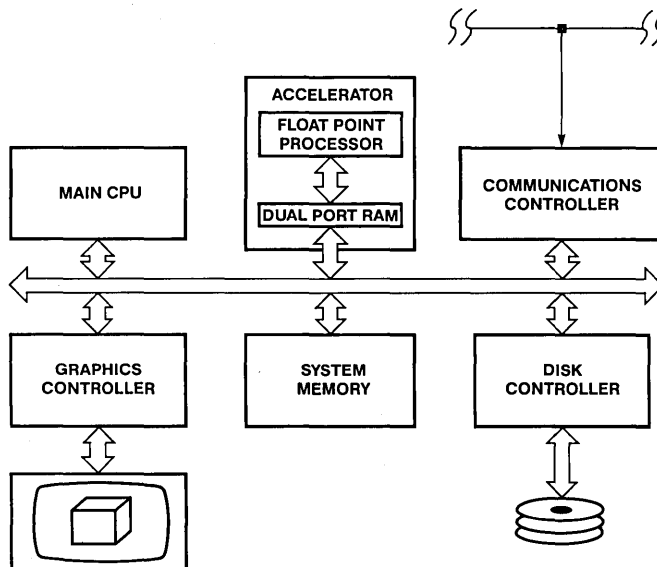 ACCELERATOR
FLOAT POINT
PROCESSOR
DUAL PORT RAM
MAIN CPU
COMMUNICATIONS
CONTROLLER
GRAPHICS
CONTROLLER
SYSTEM
MEMORY
DISK
CONTROLLER